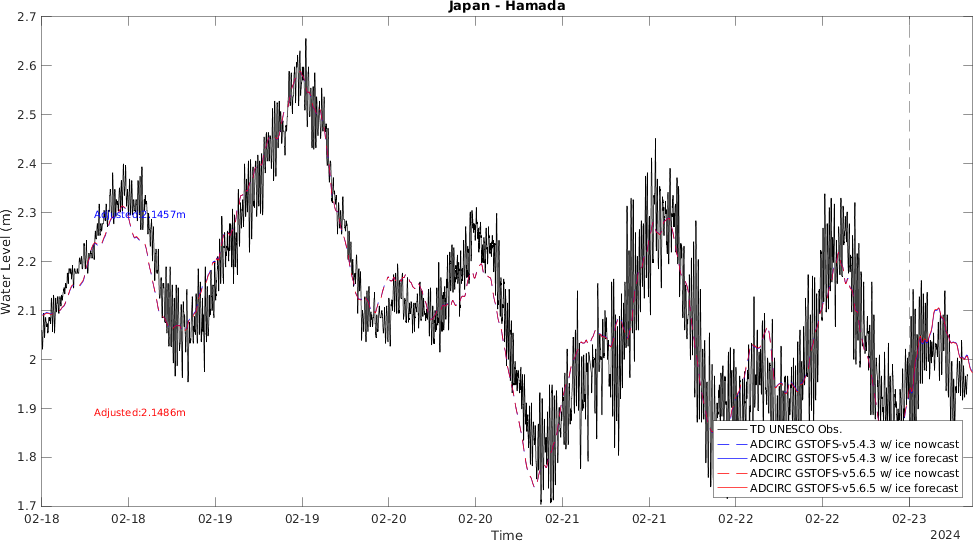 Japan - Hamada
2.7
2.6
2.5
2.4
2.3
2.2
2.1
2
1.9
1.8
1.7
Water Level (m)
Adjusted:2.1457m
Adjusted:2.1486m
TD UNESCO Obs.
ADCIRC GSTOFS-v5.4.3 w/ ice nowcast
ADCIRC GSTOFS-v5.4.3 w/ ice forecast
ADCIRC GSTOFS-v5.6.5 w/ ice nowcast
ADCIRC GSTOFS-v5.6.5 w/ ice forecast
02-18 02-18 02-19 02-19 02-20 02-20 02-21 02-21 02-22 02-22 02-23
Time
2024